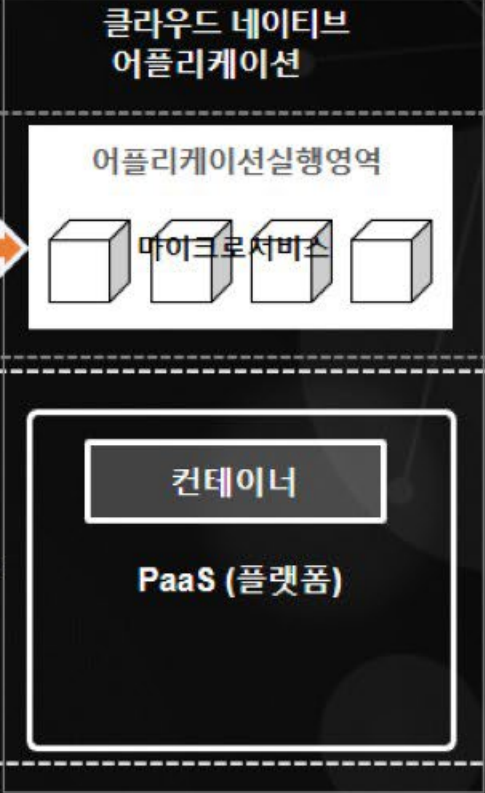 클라우드 네이티브
어플리케이션
어플리케이션실행영역
마이크로서비스
컨테이너
PaaS (플랫폼)